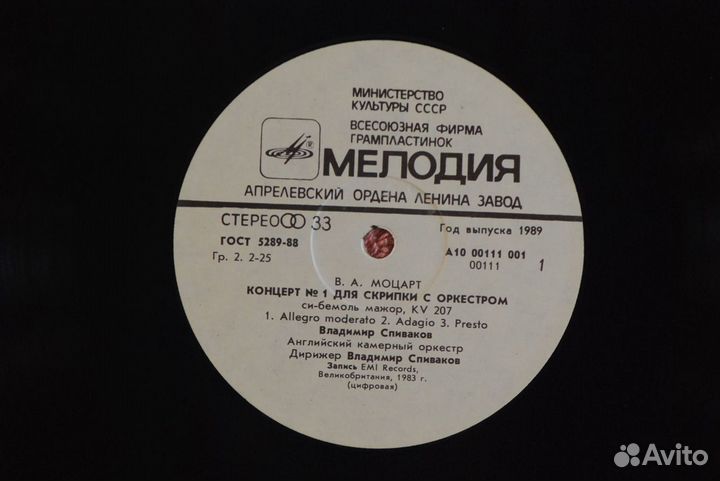 МИНИСТЕРСТВО
КУЛЬТУРЫ СССР
ВСЕСОЮЗНАЯ ФИРМА
ГРАМПЛАСТИНОК
МЕЛОДИЯ
АПРЕЛЕВСКИЙ ОРДЕНА ЛЕНИНА ЗАВОД
СТЕРЕО 33
Год выпуска 1989
ГОСТ 5289-88
А10 00111 001
Гр. 2. 2-25
00111 1
В. А. МОЦАРТ
КОНЦЕРТ № 1 ДЛЯ СКРИПКИ С ОРКЕСТРОМ
си-бемоль мажор, KV 207
1. Allegro moderato 2. Adagio 3. Presto
Владимир Спиваков
Английский камерный оркестр
Дирижер Владимир Спиваков
Запись EMI Records,
Великобритания, 1983 г.
(цифровая)
Avito